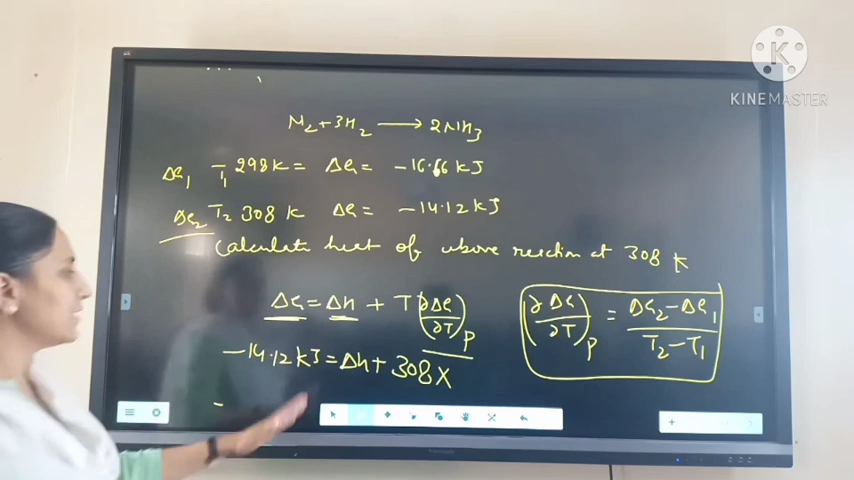 K
KINEMASTER
N₂ + 3H₂ ⟶ 2NH₃
ΔG₁ T₁ 298K = ΔG = -16.66 KJ
ΔG₂ T₂ 308 K ΔG = -14.12 KJ
Calculate heat of above reaction at 308 K
ΔG = ΔH + T(∂ΔG/∂T)P
(∂ΔG/∂T)P = ΔG₂-ΔG₁/T₂-T₁
-14.12 KJ = ΔH + 308 X
-